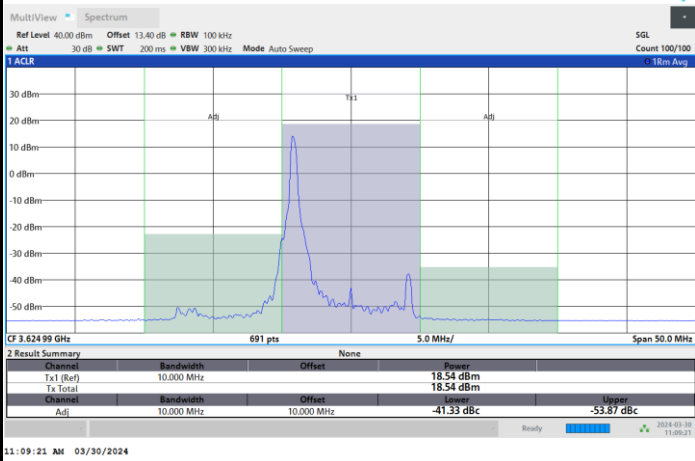 MultiView Spectrum
Ref Level 40.00 dBm Offset 13.40 dB RBW 100 kHz SGL
Att 30 dB SWT 200 ms VBW 300 kHz Mode Auto Sweep Count 100/100
1 ACLR 1Rm Avg
30 dBm
Tx1
20 dBm Adj Adj
10 dBm
0 dBm
-10 dBm
-20 dBm
-30 dBm
-40 dBm
-50 dBm
CF 3.624 99 GHz 691 pts 5.0 MHz/ Span 50.0 MHz
2 Result Summary None
Channel Bandwidth Offset Power
Tx1 (Ref) 10.000 MHz 18.54 dBm
Tx Total 18.54 dBm
Channel Bandwidth Offset Lower Upper
Adj 10.000 MHz 10.000 MHz -41.33 dBc -53.87 dBc
Ready 2024-03-30
11:09:21
11:09:21 AM 03/30/2024